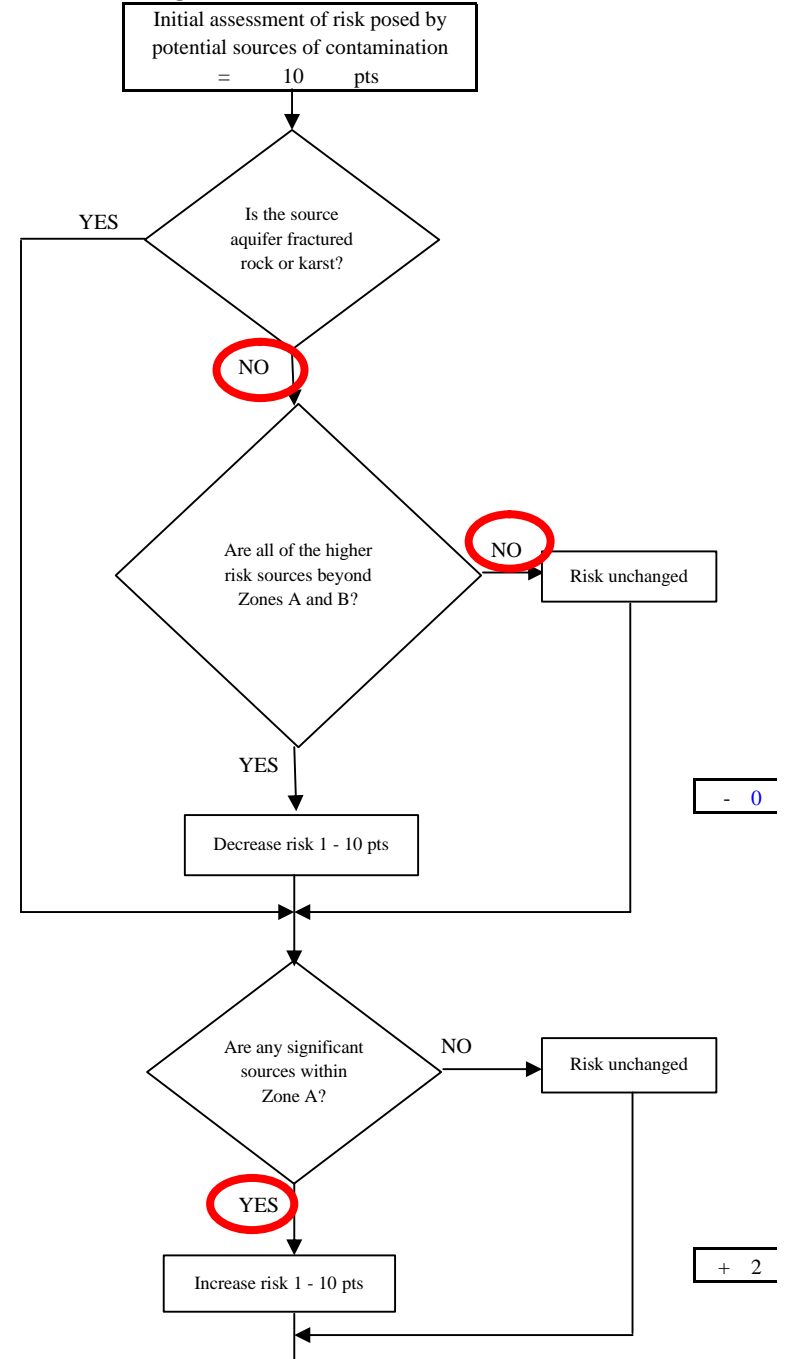 Initial assessment of risk posed by
potential sources of contamination
= 10 pts
YES
Is the source
aquifer fractured
rock or karst?
NO
Are all of the higher
risk sources beyond
Zones A and B?
NO
Risk unchanged
YES
- 0
Decrease risk 1 - 10 pts
Are any significant
sources within
Zone A?
NO
Risk unchanged
YES
+ 2
Increase risk 1 - 10 pts